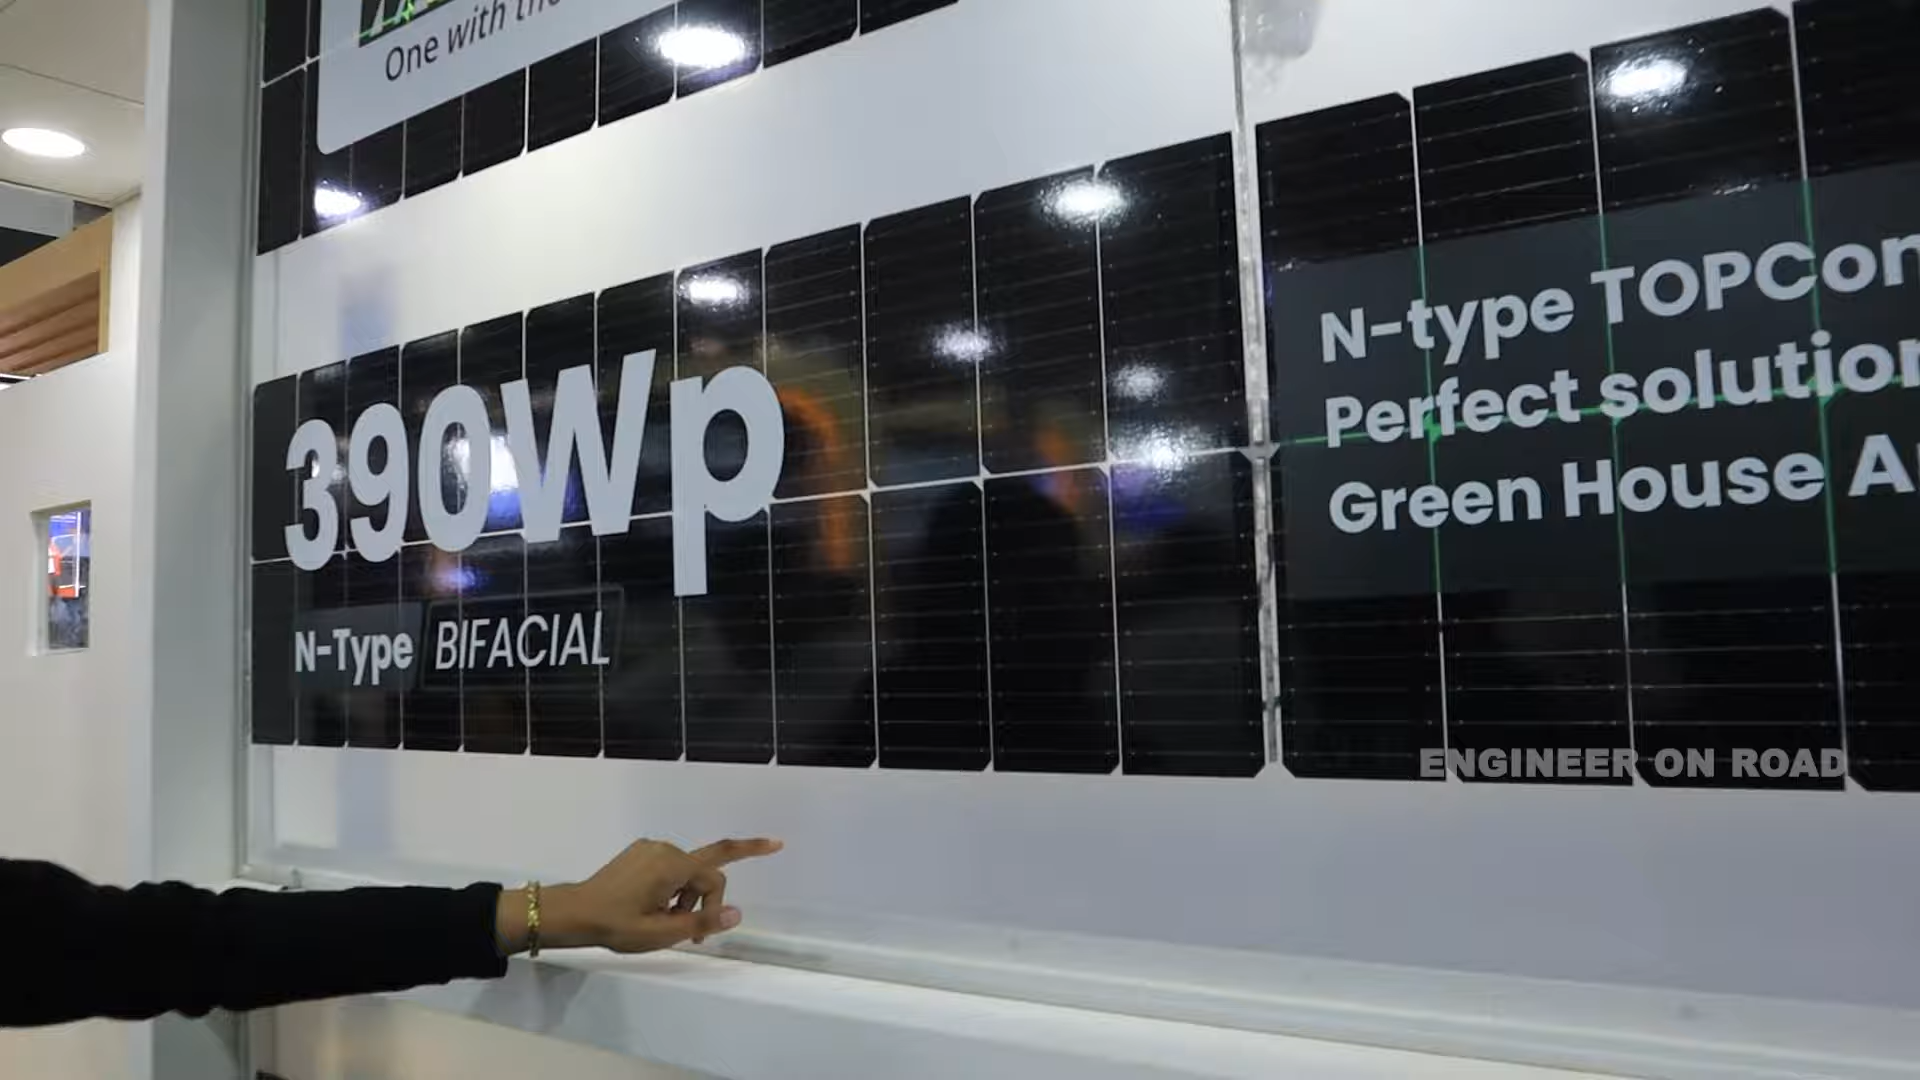 One with the
390Wp
N-Type BIFACIAL
N-type TOPCon
Perfect solution
Green House A
ENGINEER ON ROAD